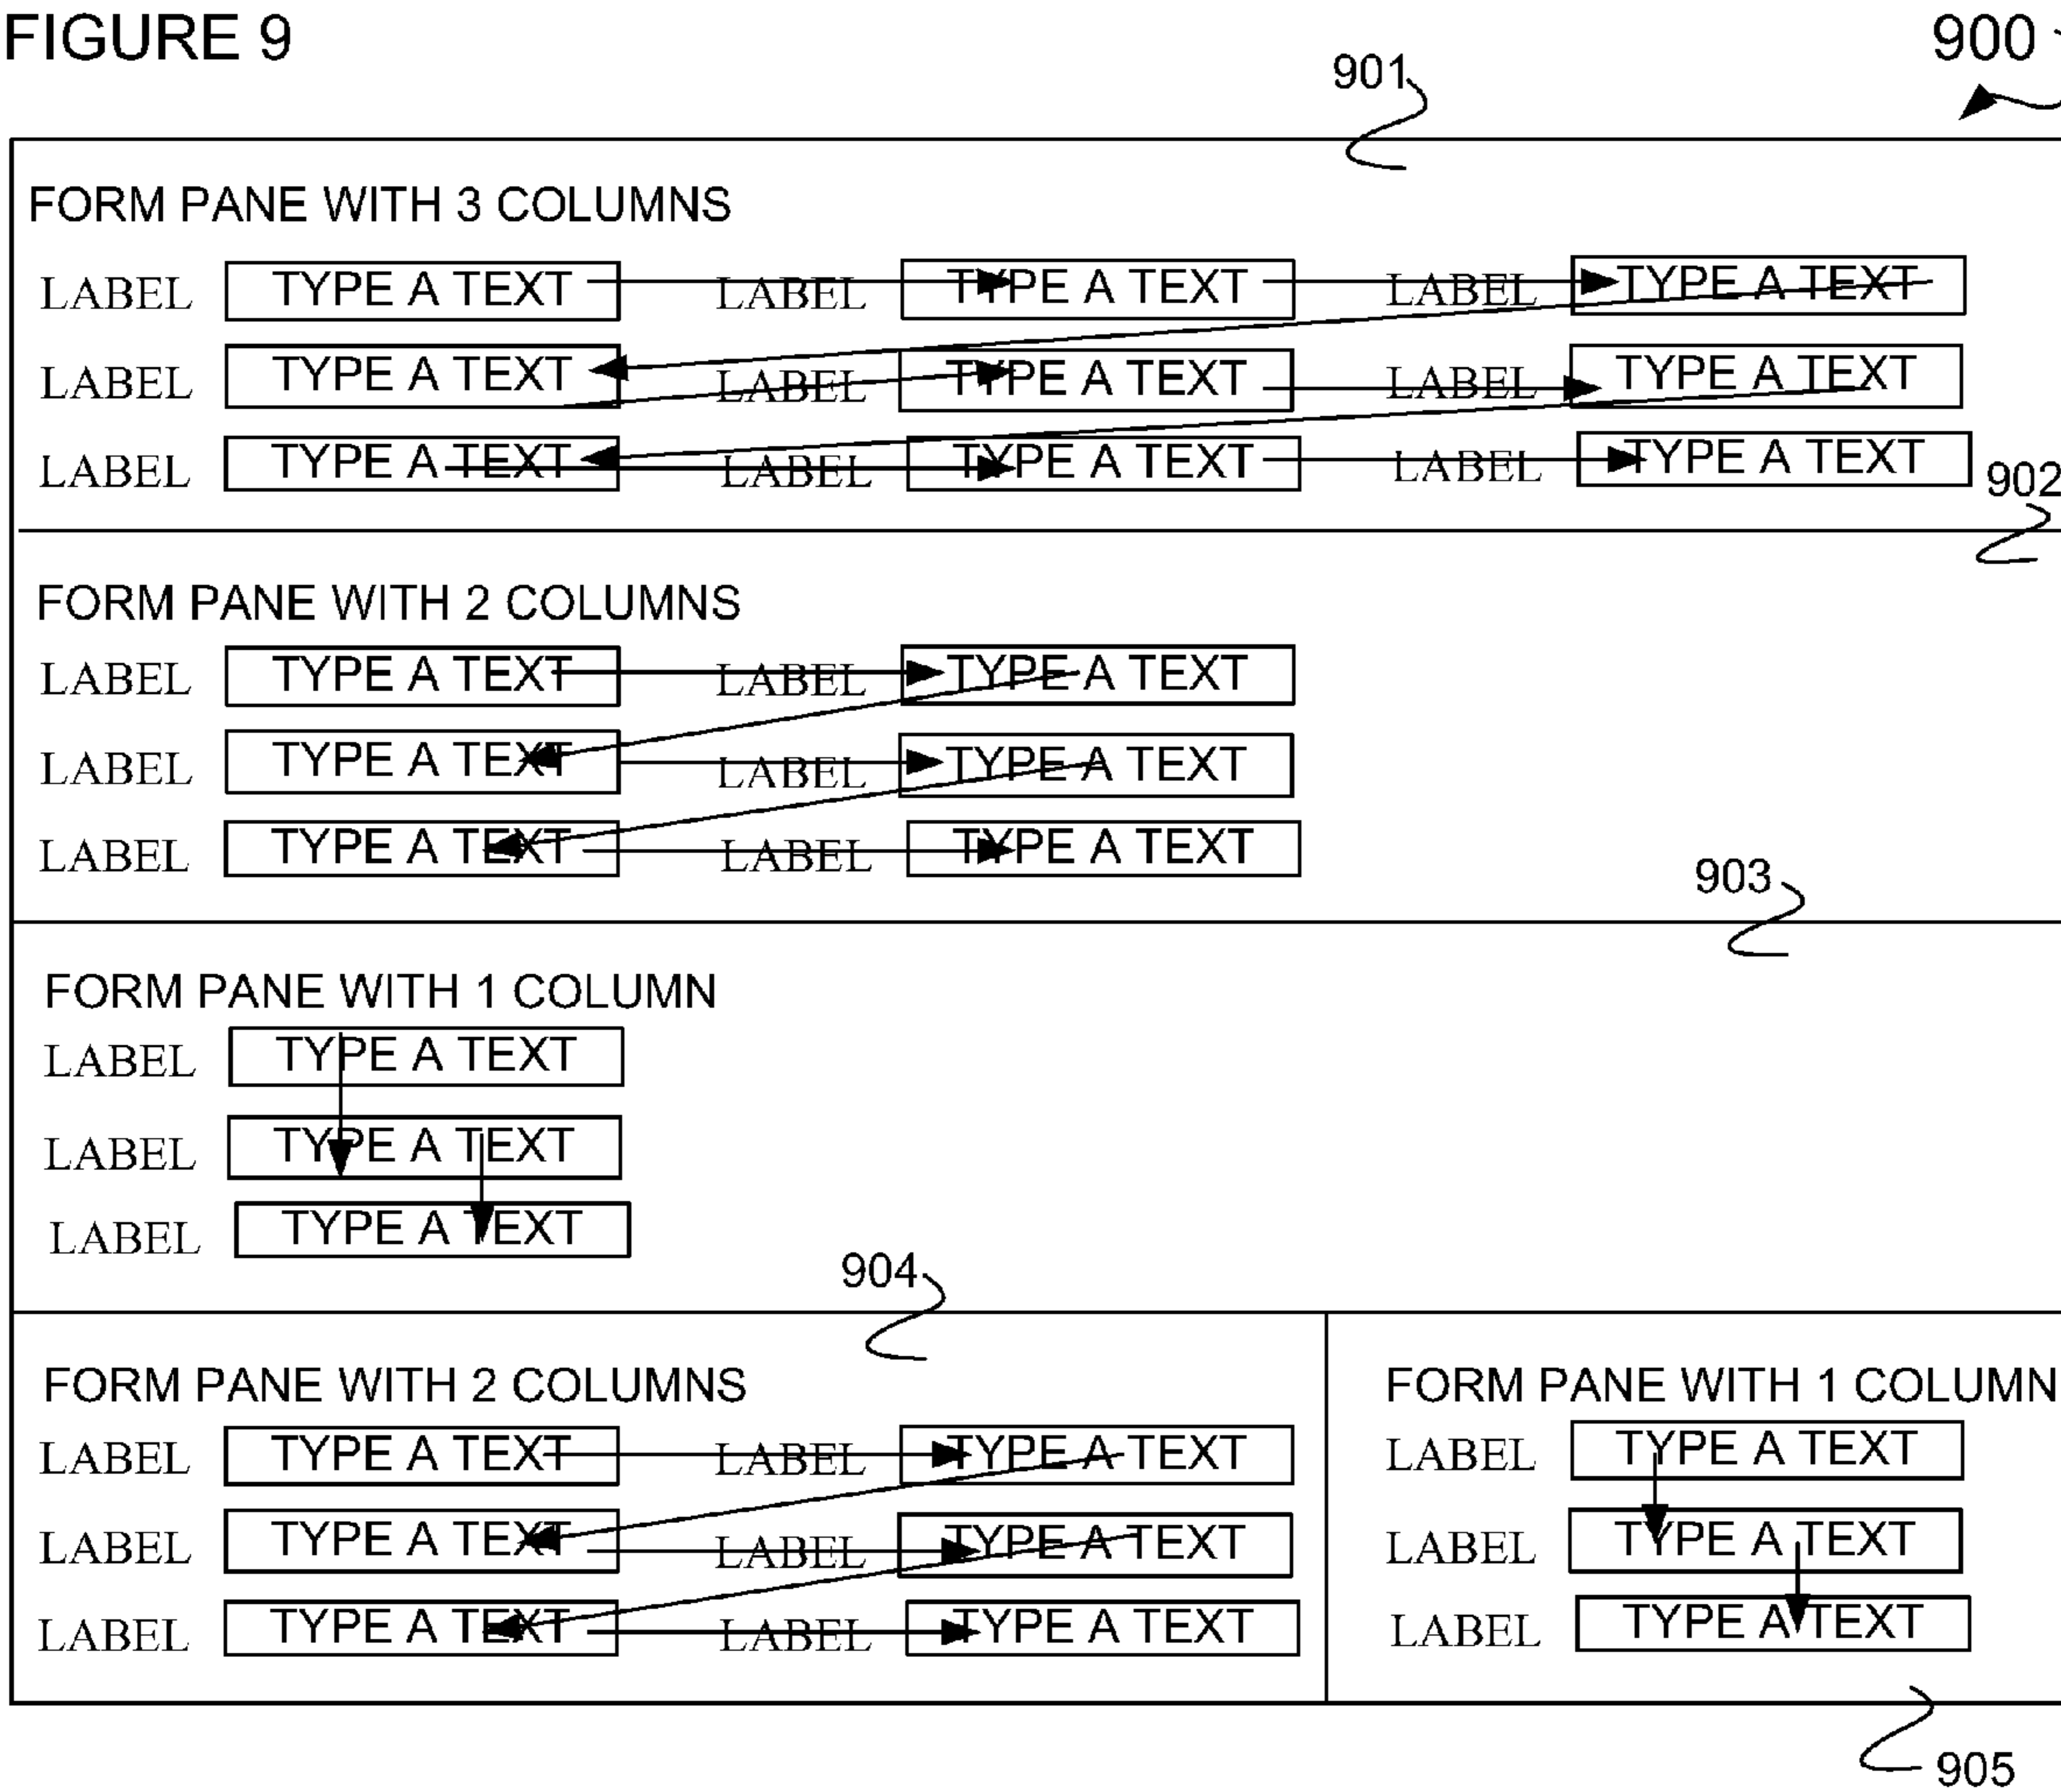 FIGURE 9
900
901
FORM PANE WITH 3 COLUMNS
LABEL TYPE A TEXT LABEL TYPE A TEXT LABEL TYPE A TEXT
LABEL TYPE A TEXT LABEL TYPE A TEXT LABEL TYPE A TEXT
LABEL TYPE A TEXT LABEL TYPE A TEXT LABEL TYPE A TEXT
902
FORM PANE WITH 2 COLUMNS
LABEL TYPE A TEXT LABEL TYPE A TEXT
LABEL TYPE A TEXT LABEL TYPE A TEXT
LABEL TYPE A TEXT LABEL TYPE A TEXT
903
FORM PANE WITH 1 COLUMN
LABEL TYPE A TEXT
LABEL TYPE A TEXT
LABEL TYPE A TEXT
904
FORM PANE WITH 2 COLUMNS
LABEL TYPE A TEXT LABEL TYPE A TEXT
LABEL TYPE A TEXT LABEL TYPE A TEXT
LABEL TYPE A TEXT LABEL TYPE A TEXT
FORM PANE WITH 1 COLUMN
LABEL TYPE A TEXT
LABEL TYPE A TEXT
LABEL TYPE A TEXT
905